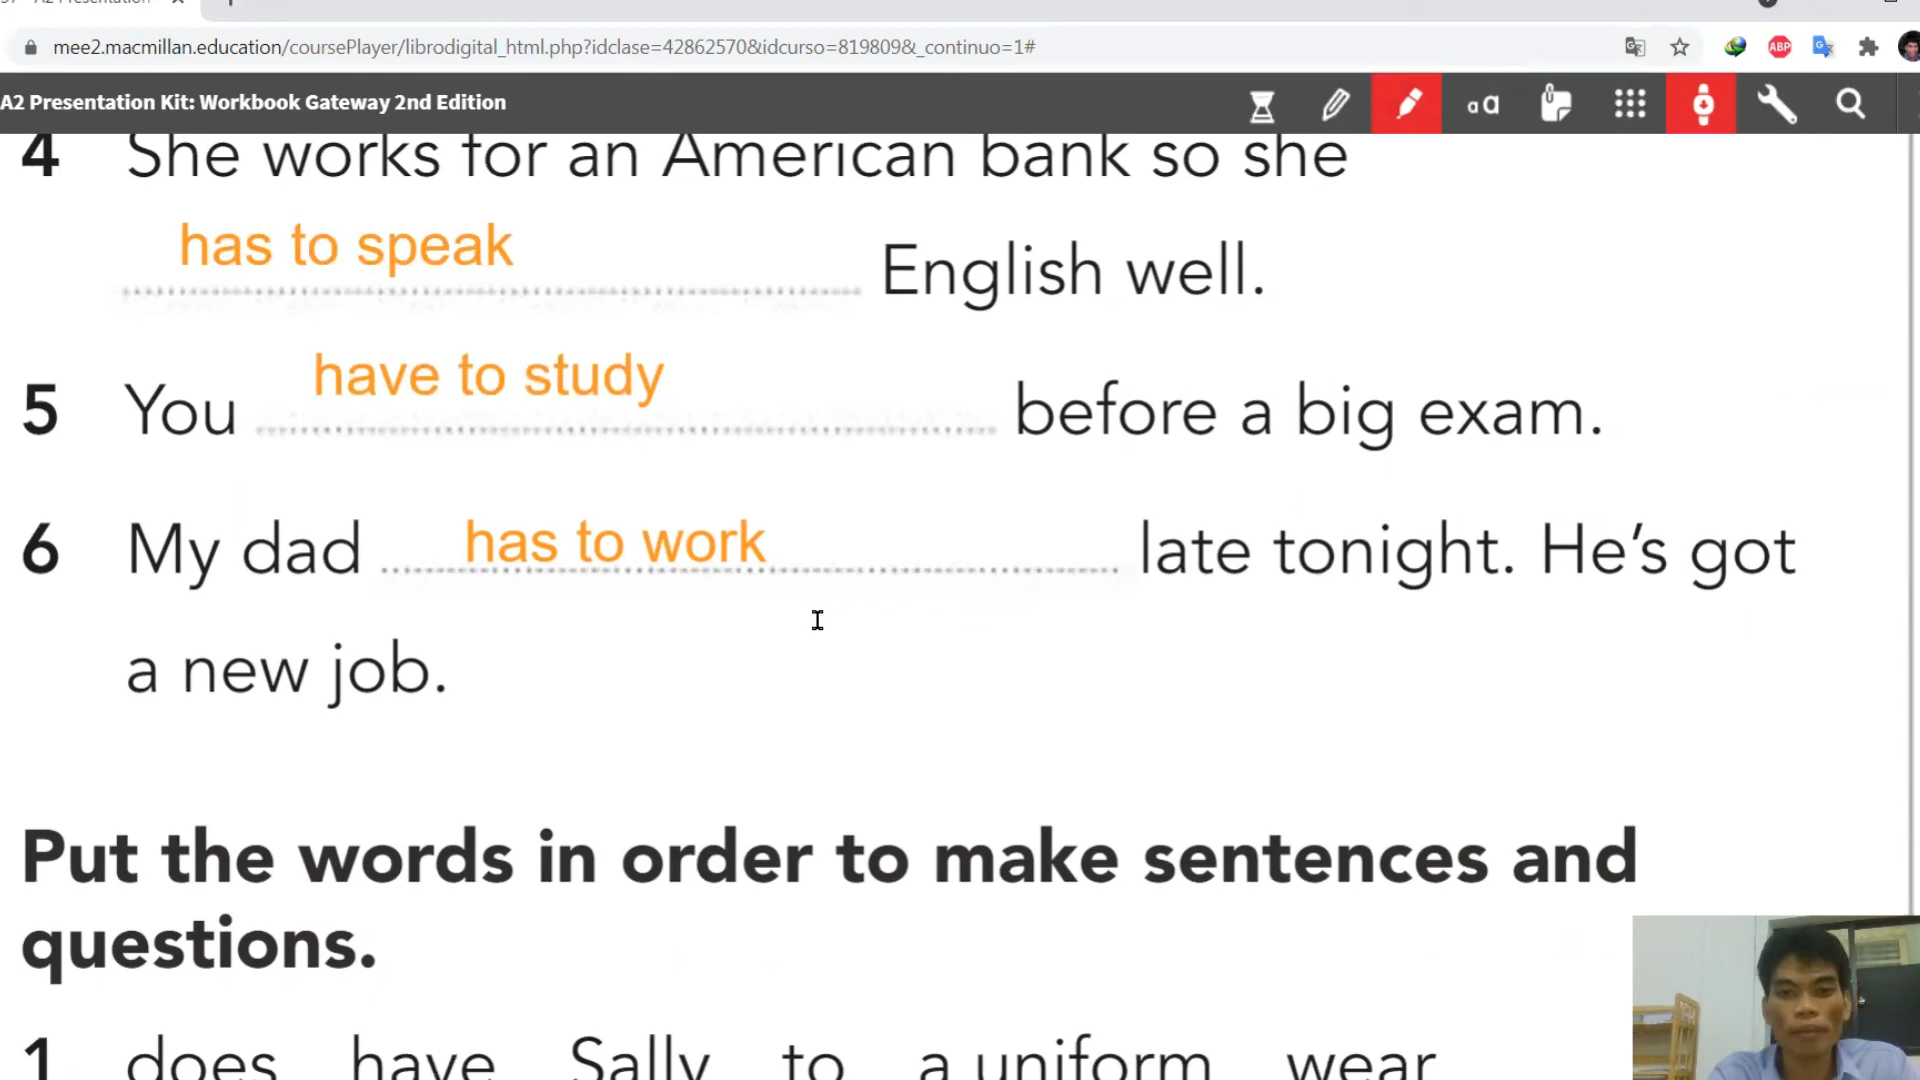 mee2.macmillan.education/coursePlayer/librodigital_html.php?idclase=42862570&idcurso=819809&_continuo=1#
ABP
A2 Presentation Kit: Workbook Gateway 2nd Edition
aa
4 She works for an American bank so she
has to speak English well.
5 You have to study before a big exam.
6 My dad has to work late tonight. He's got
a new job.
Put the words in order to make sentences and
questions.
1 does have Sally to a uniform wear